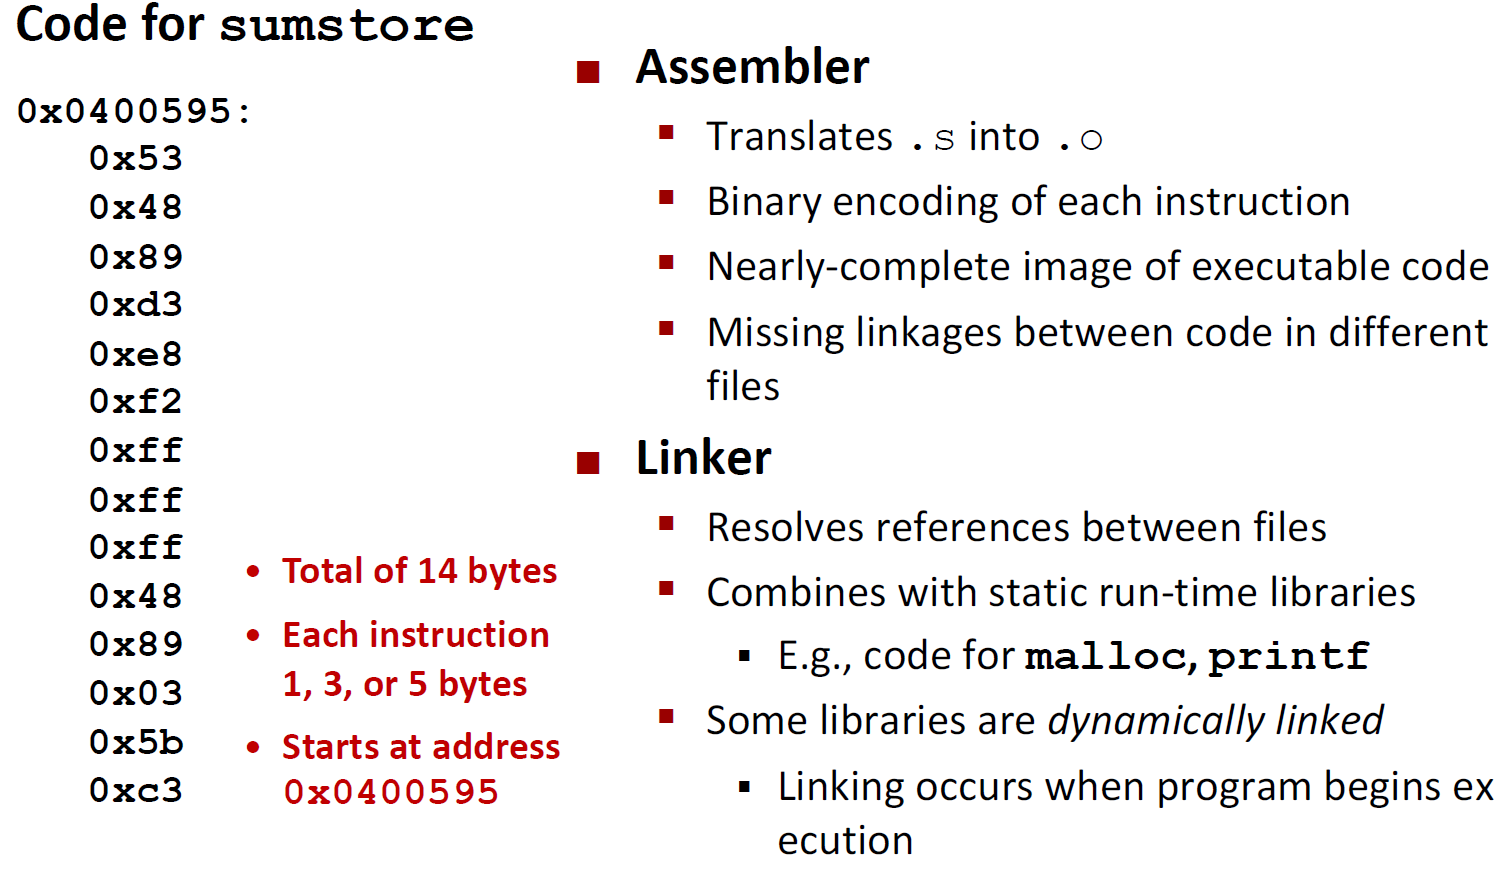 Code for sumstore
0x0400595:
0x53
0x48
0x89
0xd3
0xe8
0xf2
0xff
0xff
0xff
0x48
0x89
0x03
0x5b
0xc3
• Total of 14 bytes
• Each instruction
1, 3, or 5 bytes
• Starts at address
0x0400595
■ Assembler
▪ Translates .s into .o
▪ Binary encoding of each instruction
▪ Nearly-complete image of executable code
▪ Missing linkages between code in different
files
■ Linker
▪ Resolves references between files
▪ Combines with static run-time libraries
▪ E.g., code for malloc, printf
▪ Some libraries are dynamically linked
▪ Linking occurs when program begins ex
ecution